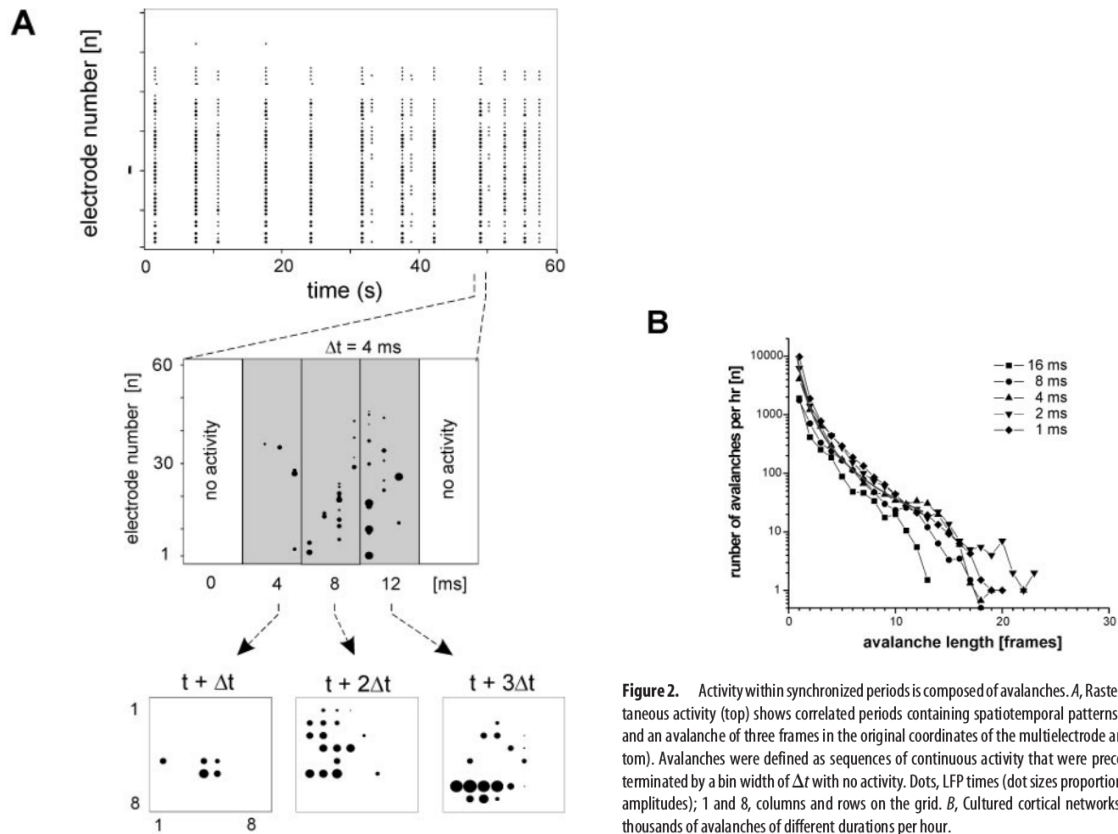 A
electrode number [n]
0
20
40
60
time (s)
Δt = 4 ms
electrode number [n]
60
30
1
no activity
no activity
0
4
8
12
[ms]
t + Δt
t + 2Δt
t + 3Δt
1
8
1
8
B
runber of avalanches per hr [n]
10000
1000
100
10
1
16 ms
8 ms
4 ms
2 ms
1 ms
0
10
20
30
avalanche length [frames]
Figure 2. Activity within synchronized periods is composed of avalanches. A, Raste
taneous activity (top) shows correlated periods containing spatiotemporal patterns
and an avalanche of three frames in the original coordinates of the multielectrode ar
tom). Avalanches were defined as sequences of continuous activity that were prece
terminated by a bin width of Δt with no activity. Dots, LFP times (dot sizes proportion
amplitudes); 1 and 8, columns and rows on the grid. B, Cultured cortical networks
thousands of avalanches of different durations per hour.